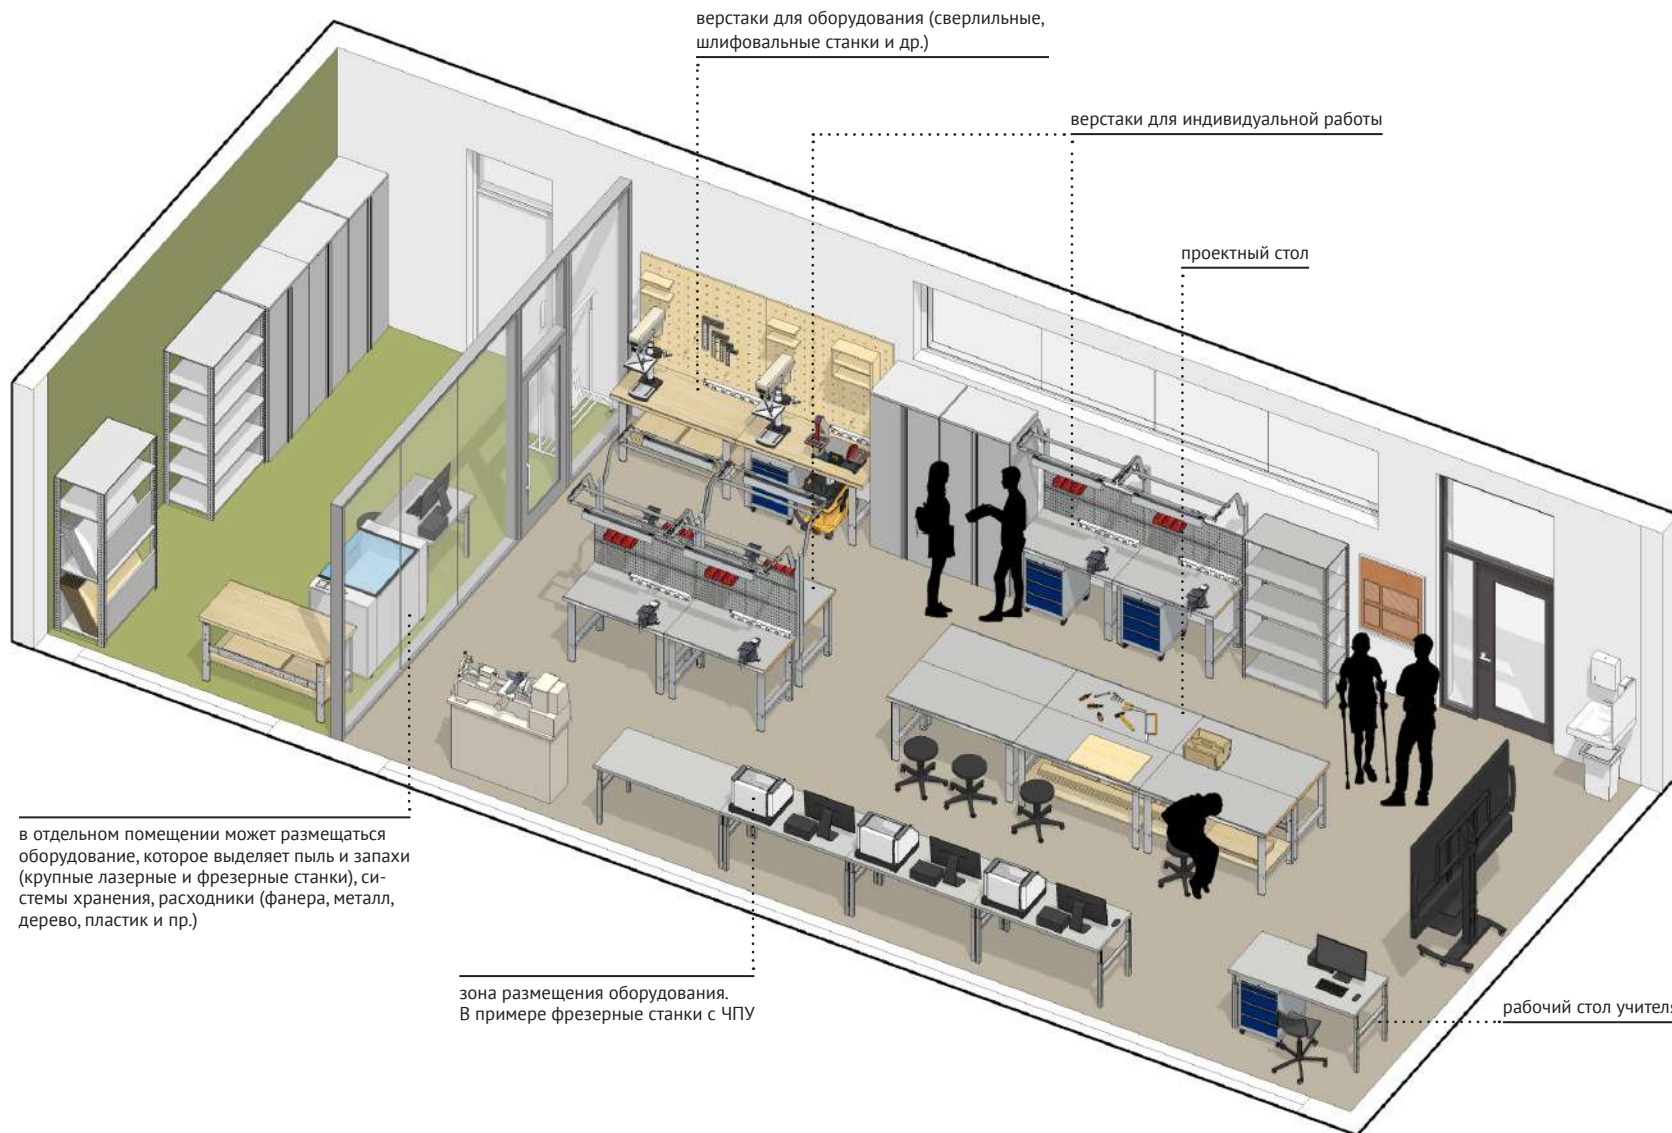 верстаки для оборудования (сверлильные,
шлифовальные станки и др.)
верстаки для индивидуальной работы
проектный стол
в отдельном помещении может размещаться
оборудование, которое выделяет пыль и запахи
(крупные лазерные и фрезерные станки), си-
стемы хранения, расходники (фанера, металл,
дерево, пластик и пр.)
зона размещения оборудования.
В примере фрезерные станки с ЧПУ
рабочий стол учителя